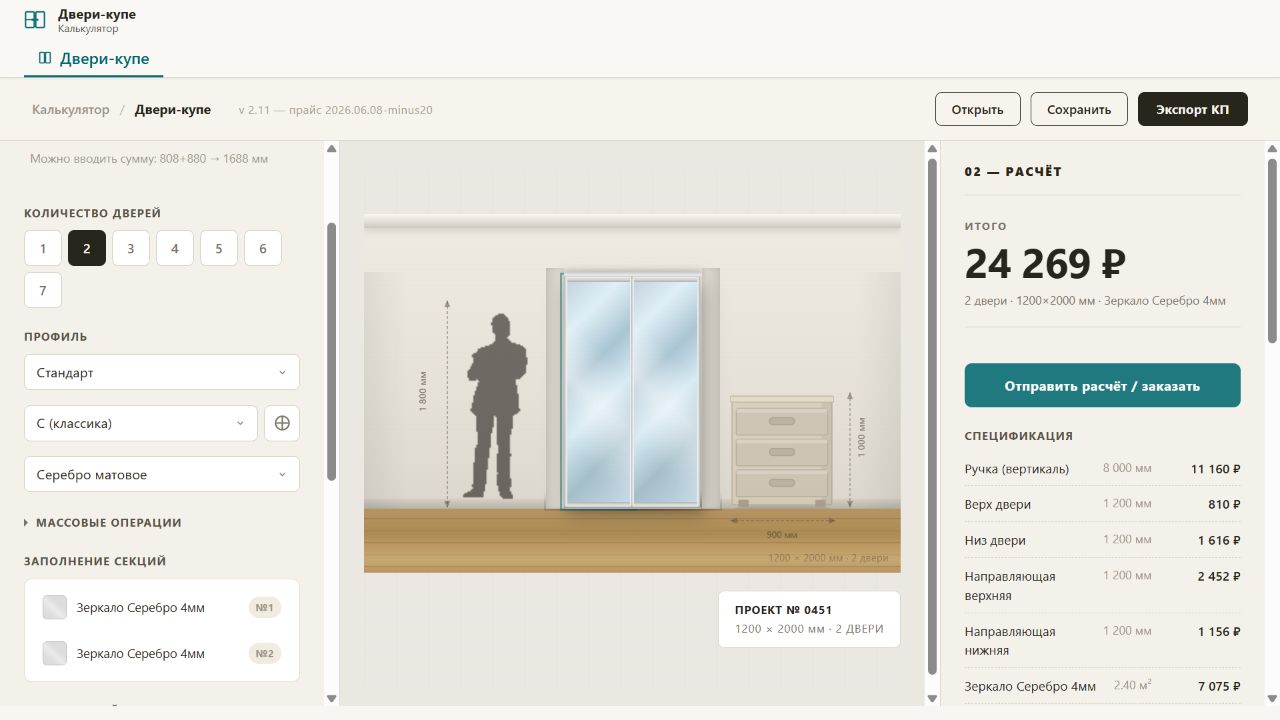 Двери-купе
Калькулятор
Двери-купе
Калькулятор / Двери-купе v 2.11 — прайс 2026.06.08-minus20
Открыть
Сохранить
Экспорт КП
Можно вводить сумму: 808+880 → 1688 мм
КОЛИЧЕСТВО ДВЕРЕЙ
1 2 3 4 5 6
7
ПРОФИЛЬ
Стандарт
С (классика)
Серебро матовое
МАССОВЫЕ ОПЕРАЦИИ
ЗАПОЛНЕНИЕ СЕКЦИЙ
Зеркало Серебро 4мм №1
Зеркало Серебро 4мм №2
1 800 мм
1 000 мм
900 мм
1200 × 2000 мм · 2 двери
ПРОЕКТ № 0451
1200 × 2000 мм · 2 ДВЕРИ
02 — РАСЧЁТ
ИТОГО
24 269 ₽
2 двери · 1200×2000 мм · Зеркало Серебро 4мм
Отправить расчёт / заказать
СПЕЦИФИКАЦИЯ
Ручка (вертикаль) 8 000 мм 11 160 ₽
Верх двери 1 200 мм 810 ₽
Низ двери 1 200 мм 1 616 ₽
Направляющая 1 200 мм 2 452 ₽
верхняя
Направляющая 1 200 мм 1 156 ₽
нижняя
Зеркало Серебро 4мм 2.40 м² 7 075 ₽